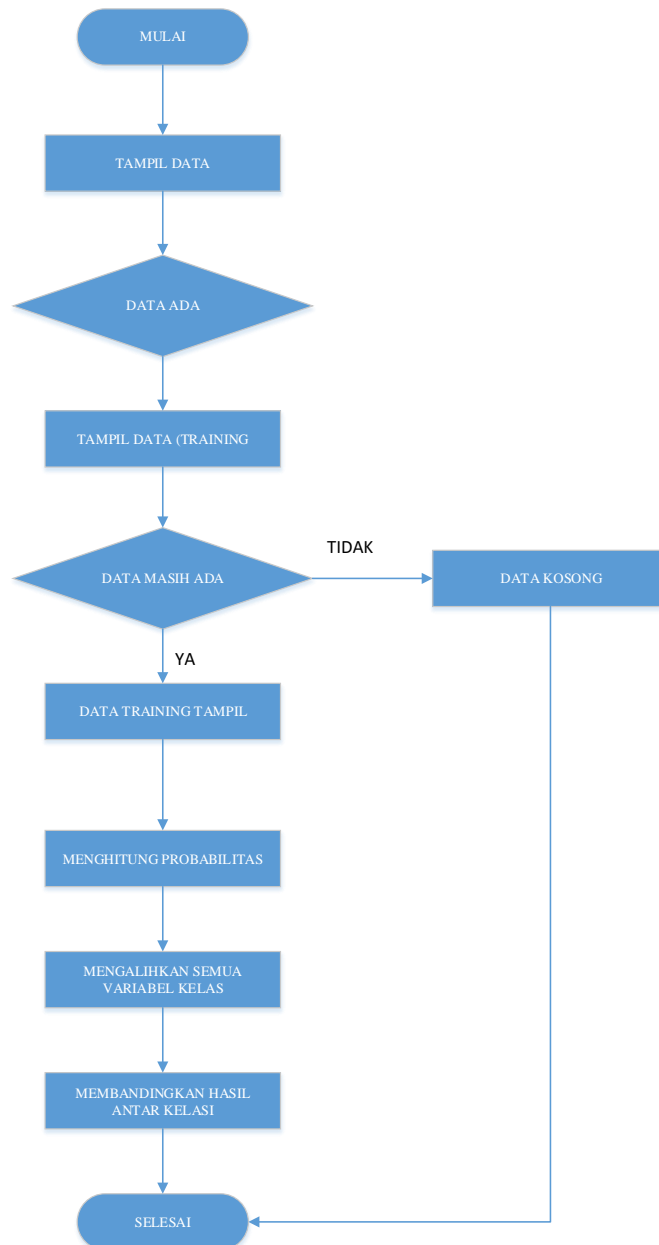 MULAI
TAMPIL DATA
DATA ADA
TAMPIL DATA (TRAINING
DATA MASIH ADA
TIDAK
DATA KOSONG
YA
DATA TRAINING TAMPIL
MENGHITUNG PROBABILITAS
MENGALIHKAN SEMUA
VARIABEL KELAS
MEMBANDINGKAN HASIL
ANTAR KELASI
SELESAI